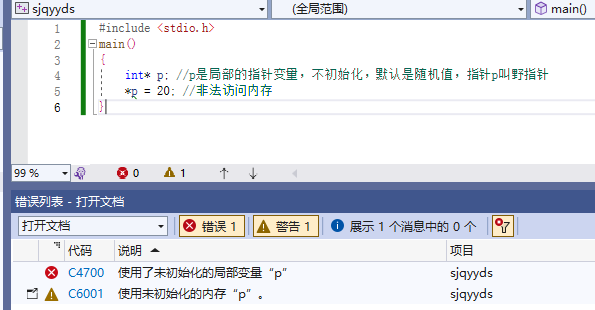 sjqyyds (全局范围) main()
1 #include <stdio.h>
2 main()
3 {
4 int* p; //p是局部的指针变量，不初始化，默认是随机值，指针p叫野指针
5 *p = 20; //非法访问内存
6 }
99 % 0 1
错误列表 - 打开文档
打开文档 错误 1 警告 1 展示 1 个消息中的 0 个
代码 说明 项目
C4700 使用了未初始化的局部变量“p” sjqyyds
C6001 使用未初始化的内存“p”。 sjqyyds